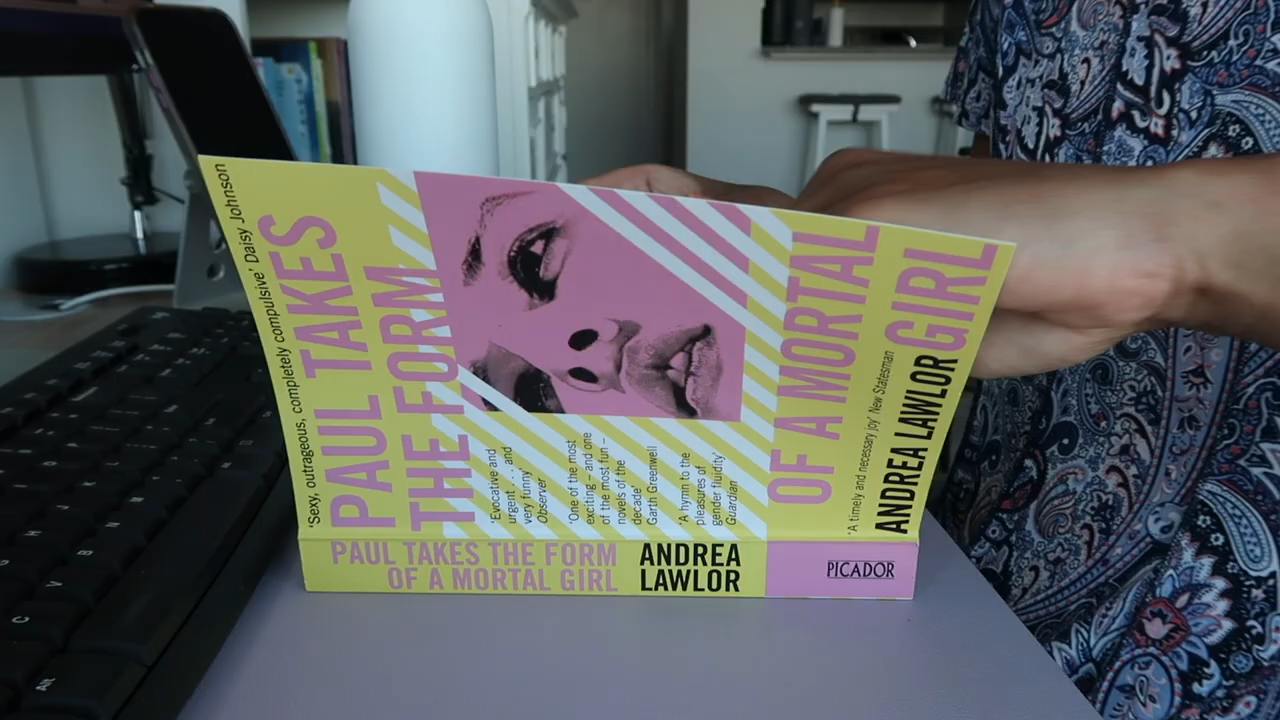 'Sexy, outrageous, completely compulsive' Daisy Johnson
PAUL TAKES
THE FORM
'Evocative and
urgent . . . and
very funny'
Observer
'One of the most
exciting – and one
of the most fun –
novels of the
decade'
Garth Greenwell
'A hymn to the
pleasures of
gender fluidity'
Guardian
OF A MORTAL
GIRL
'A timely and necessary joy' New Statesman
ANDREA LAWLOR
PAUL TAKES THE FORM
OF A MORTAL GIRL
ANDREA
LAWLOR
PICADOR
C
V
B
N
Alt